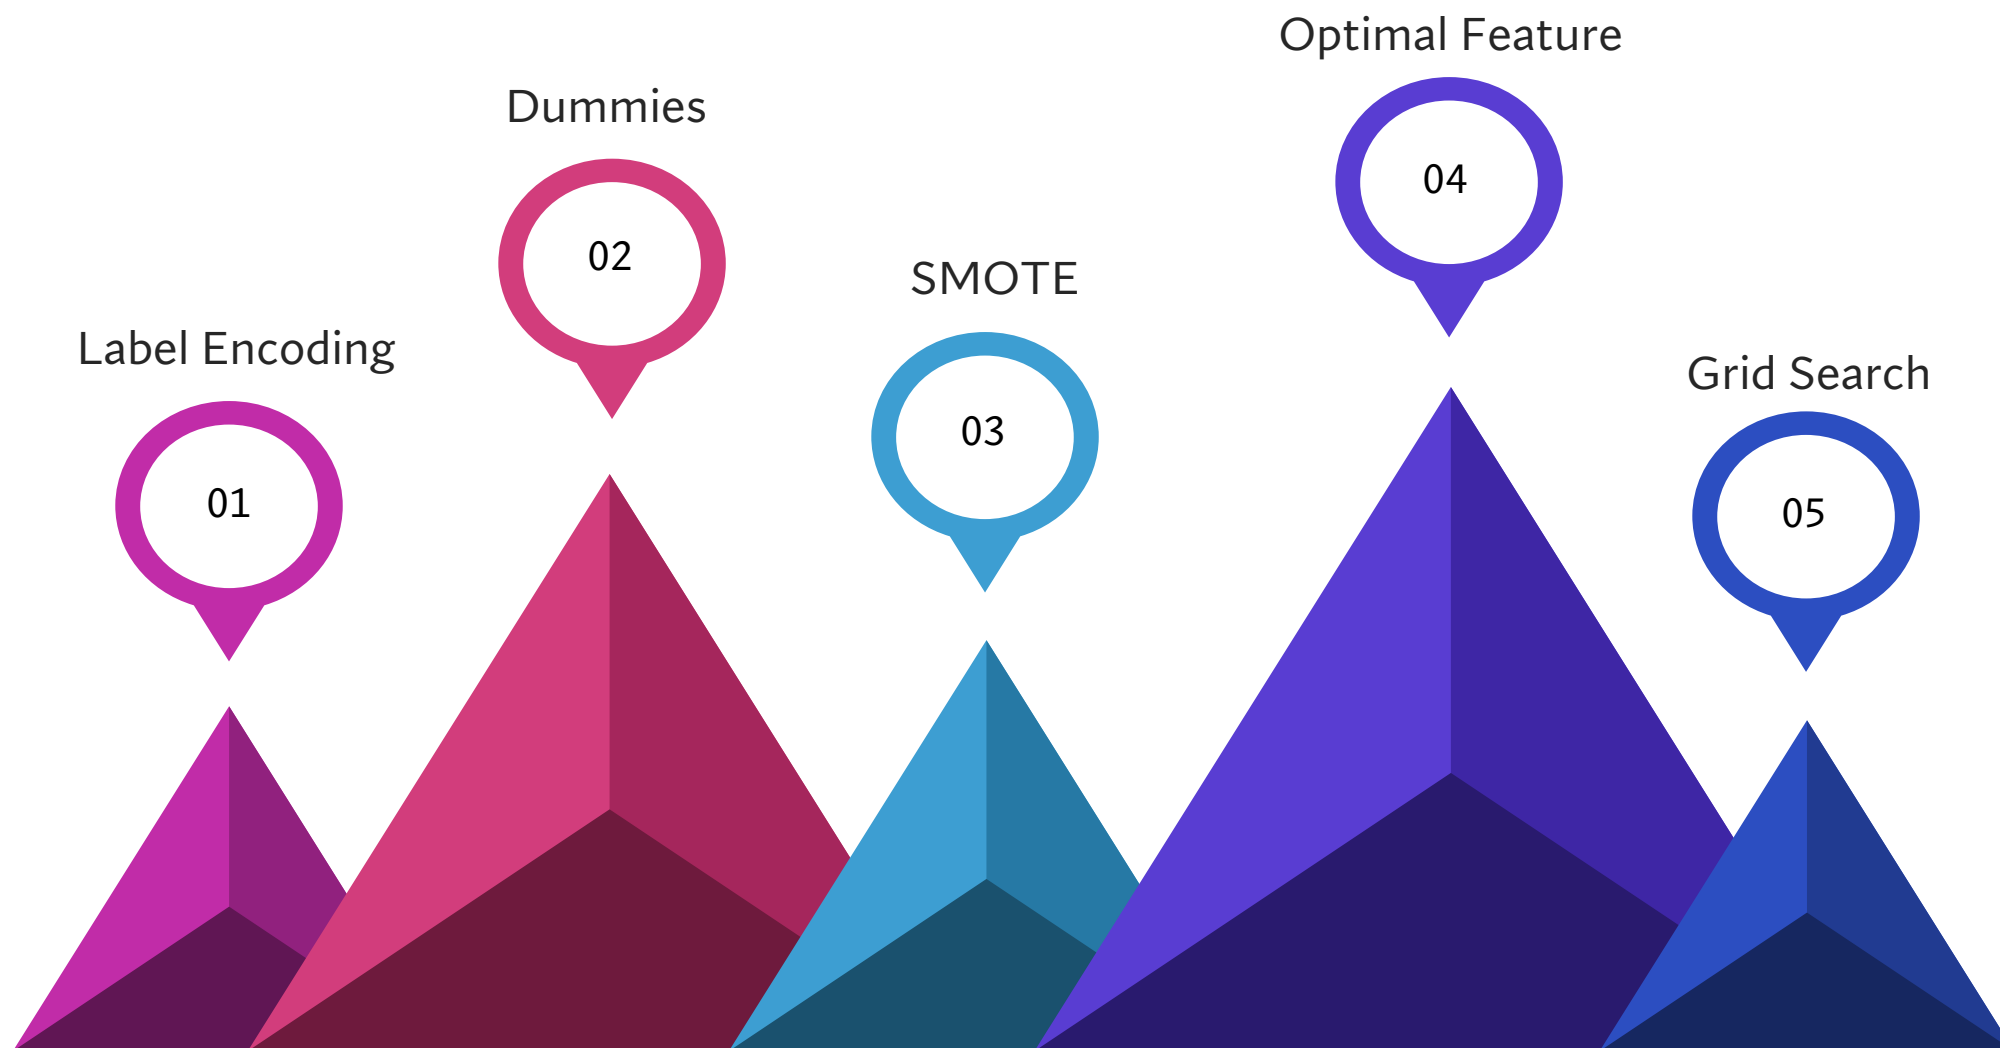 Label Encoding
01
Dummies
02
SMOTE
03
Optimal Feature
04
Grid Search
05